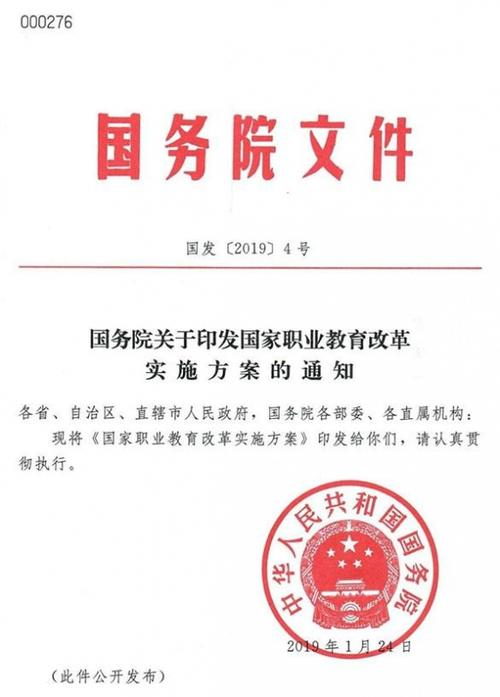 000276
国务院文件
国发〔2019〕4号
国务院关于印发国家职业教育改革
实施方案的通知
各省、自治区、直辖市人民政府，国务院各部委、各直属机构：
现将《国家职业教育改革实施方案》印发给你们，请认真贯
彻执行。
中华人民共和国国务院
2019年1月24日
（此件公开发布）